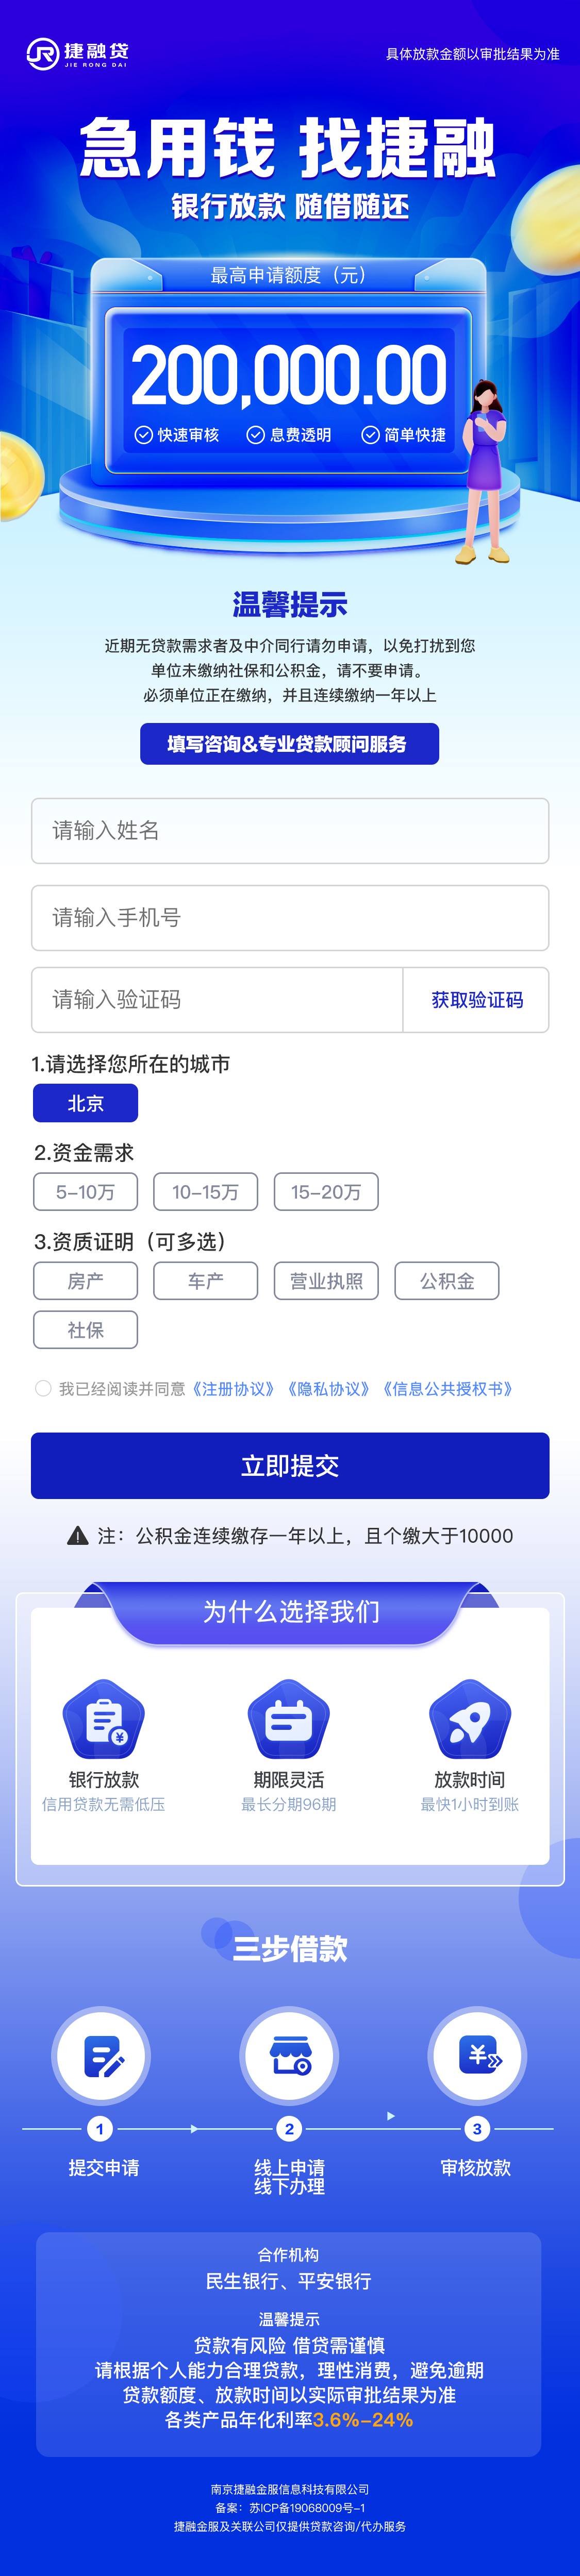 捷融贷
JIE RONG DAI
具体放款金额以审批结果为准
急用钱 找捷融
银行放款 随借随还
最高申请额度（元）
200,000.00
快速审核 息费透明 简单快捷
温馨提示
近期无贷款需求者及中介同行请勿申请，以免打扰到您
单位未缴纳社保和公积金，请不要申请。
必须单位正在缴纳，并且连续缴纳一年以上
填写咨询&专业贷款顾问服务
请输入姓名
请输入手机号
请输入验证码 获取验证码
1.请选择您所在的城市
北京
2.资金需求
5-10万 10-15万 15-20万
3.资质证明（可多选）
房产 车产 营业执照 公积金
社保
我已经阅读并同意《注册协议》《隐私协议》《信息公共授权书》
立即提交
注：公积金连续缴存一年以上，且个缴大于10000
为什么选择我们
银行放款 期限灵活 放款时间
信用贷款无需低压 最长分期96期 最快1小时到账
三步借款
1 2 3
提交申请 线上申请 审核放款
线下办理
合作机构
民生银行、平安银行
温馨提示
贷款有风险 借贷需谨慎
请根据个人能力合理贷款，理性消费，避免逾期
贷款额度、放款时间以实际审批结果为准
各类产品年化利率3.6%-24%
南京捷融金服信息科技有限公司
备案：苏ICP备19068009号-1
捷融金服及关联公司仅提供贷款咨询/代办服务